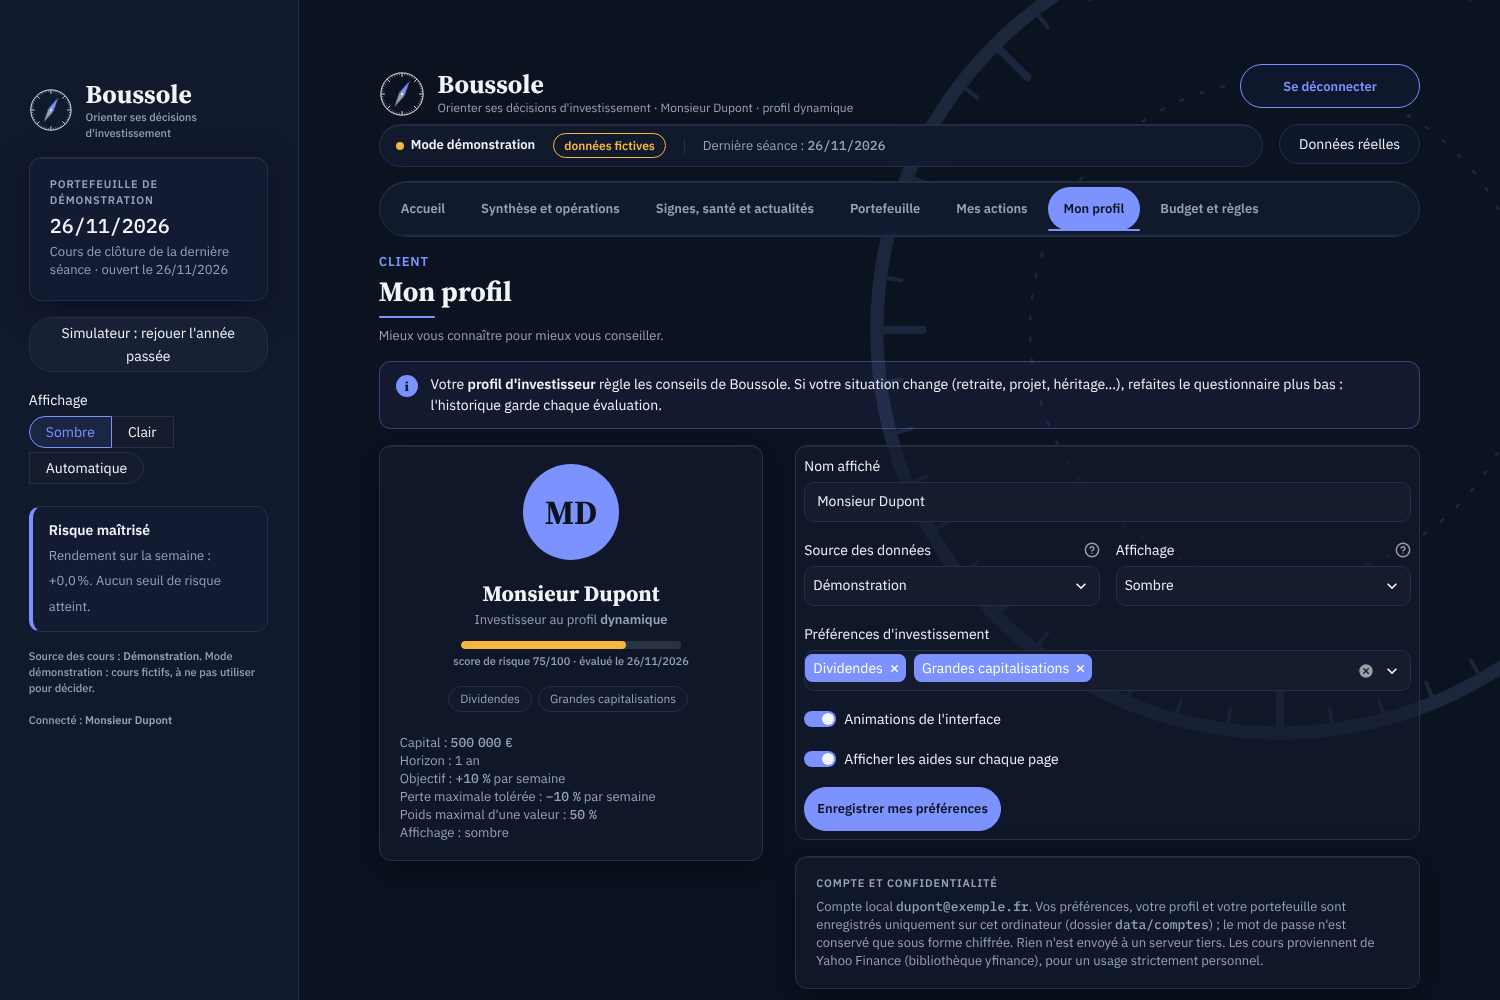 Boussole
Orienter ses décisions
d'investissement
PORTEFEUILLE DE
DÉMONSTRATION
26/11/2026
Cours de clôture de la dernière
séance · ouvert le 26/11/2026
Simulateur : rejouer l'année
passée
Affichage
Sombre
Clair
Automatique
Risque maîtrisé
Rendement sur la semaine :
+0,0 %. Aucun seuil de risque
atteint.
Source des cours : Démonstration. Mode
démonstration : cours fictifs, à ne pas utiliser
pour décider.
Connecté : Monsieur Dupont
Boussole
Orienter ses décisions d'investissement · Monsieur Dupont · profil dynamique
Se déconnecter
Mode démonstration
données fictives
Dernière séance : 26/11/2026
Données réelles
Accueil
Synthèse et opérations
Signes, santé et actualités
Portefeuille
Mes actions
Mon profil
Budget et règles
CLIENT
Mon profil
Mieux vous connaître pour mieux vous conseiller.
i
Votre profil d'investisseur règle les conseils de Boussole. Si votre situation change (retraite, projet, héritage...), refaites le questionnaire plus bas :
l'historique garde chaque évaluation.
MD
Monsieur Dupont
Investisseur au profil dynamique
score de risque 75/100 · évalué le 26/11/2026
Dividendes
Grandes capitalisations
Capital : 500 000 €
Horizon : 1 an
Objectif : +10 % par semaine
Perte maximale tolérée : −10 % par semaine
Poids maximal d'une valeur : 50 %
Affichage : sombre
Nom affiché
Monsieur Dupont
Source des données
?
Affichage
?
Démonstration
Sombre
Préférences d'investissement
Dividendes
Grandes capitalisations
Animations de l'interface
Afficher les aides sur chaque page
Enregistrer mes préférences
COMPTE ET CONFIDENTIALITÉ
Compte local dupont@exemple.fr. Vos préférences, votre profil et votre portefeuille sont
enregistrés uniquement sur cet ordinateur (dossier data/comptes) ; le mot de passe n'est
conservé que sous forme chiffrée. Rien n'est envoyé à un serveur tiers. Les cours proviennent de
Yahoo Finance (bibliothèque yfinance), pour un usage strictement personnel.